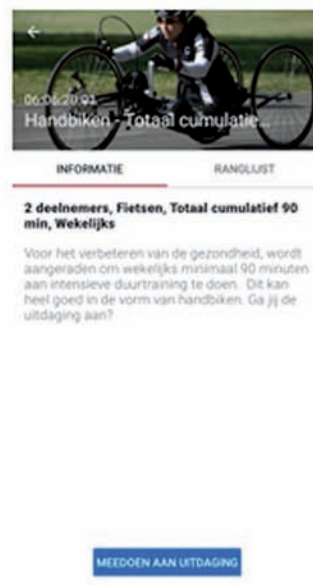 06:06:20:01
Handbiken - Totaal cumulatie...
INFORMATIE
RANGLIJST
2 deelnemers, Fietsen, Totaal cumulatief 90
min, Wekelijks
Voor het verbeteren van de gezondheid, wordt
aangeraden om wekelijks minimaal 90 minuten
aan intensieve duurtraining te doen. Dit kan
heel goed in de vorm van handbiken. Ga jij de
uitdaging aan?
MEEDOEN AAN UITDAGING